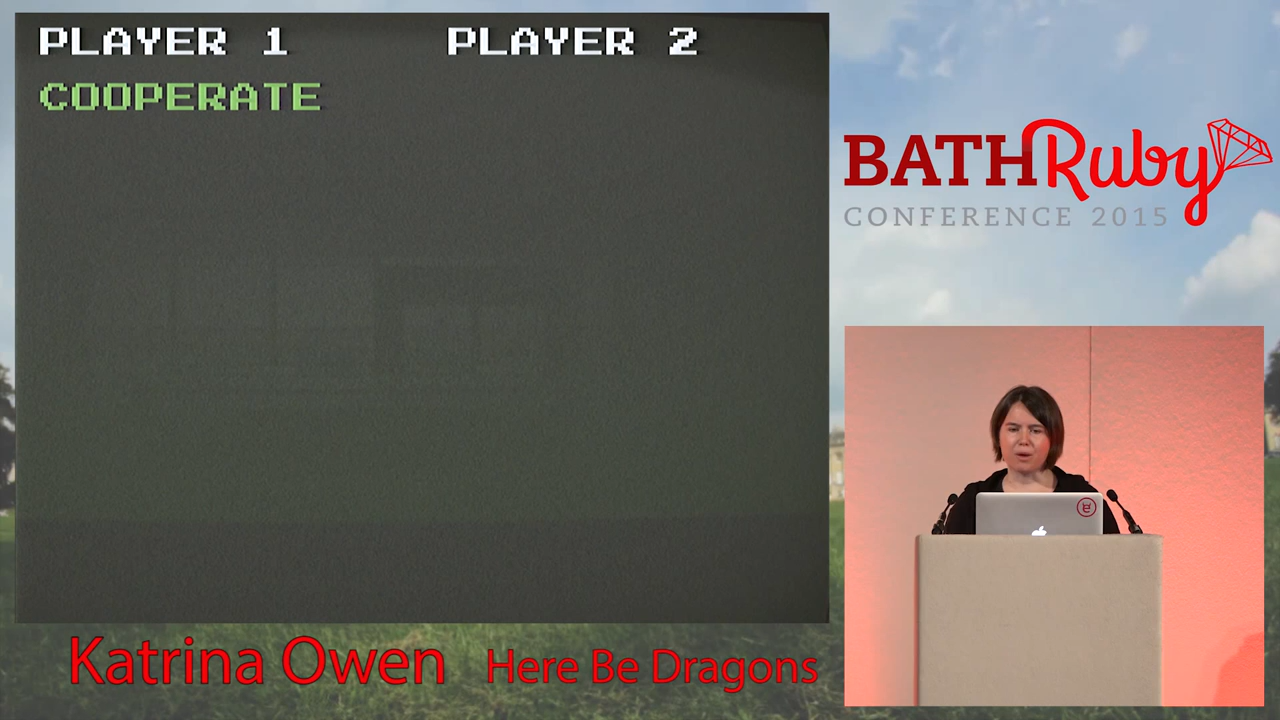 PLAYER 1 PLAYER 2
COOPERATE
BATHRuby
CONFERENCE 2015
Katrina Owen Here Be Dragons